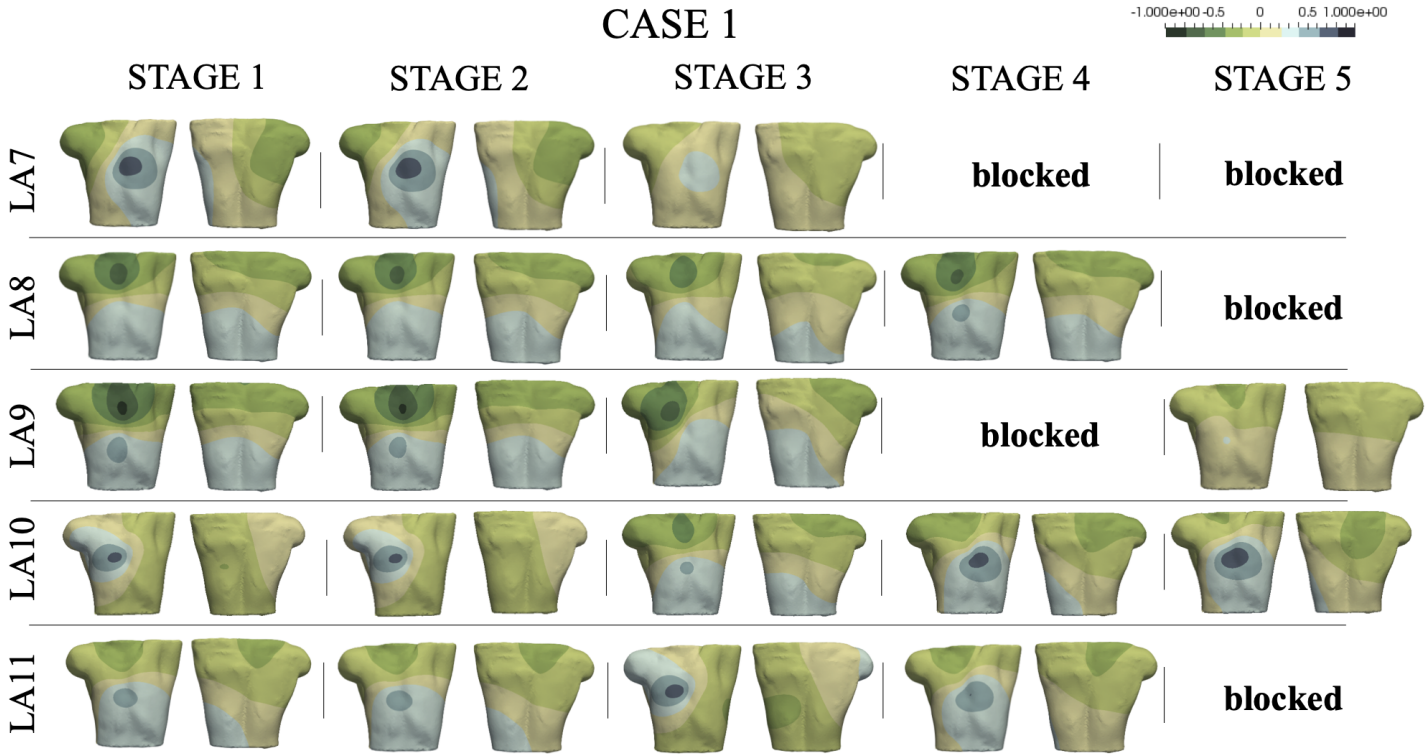 CASE 1
-1.000e+00 -0.5 0 0.5 1.000e+00
STAGE 1 STAGE 2 STAGE 3 STAGE 4 STAGE 5
LA7 blocked blocked
LA8 blocked
LA9 blocked
LA10
LA11 blocked